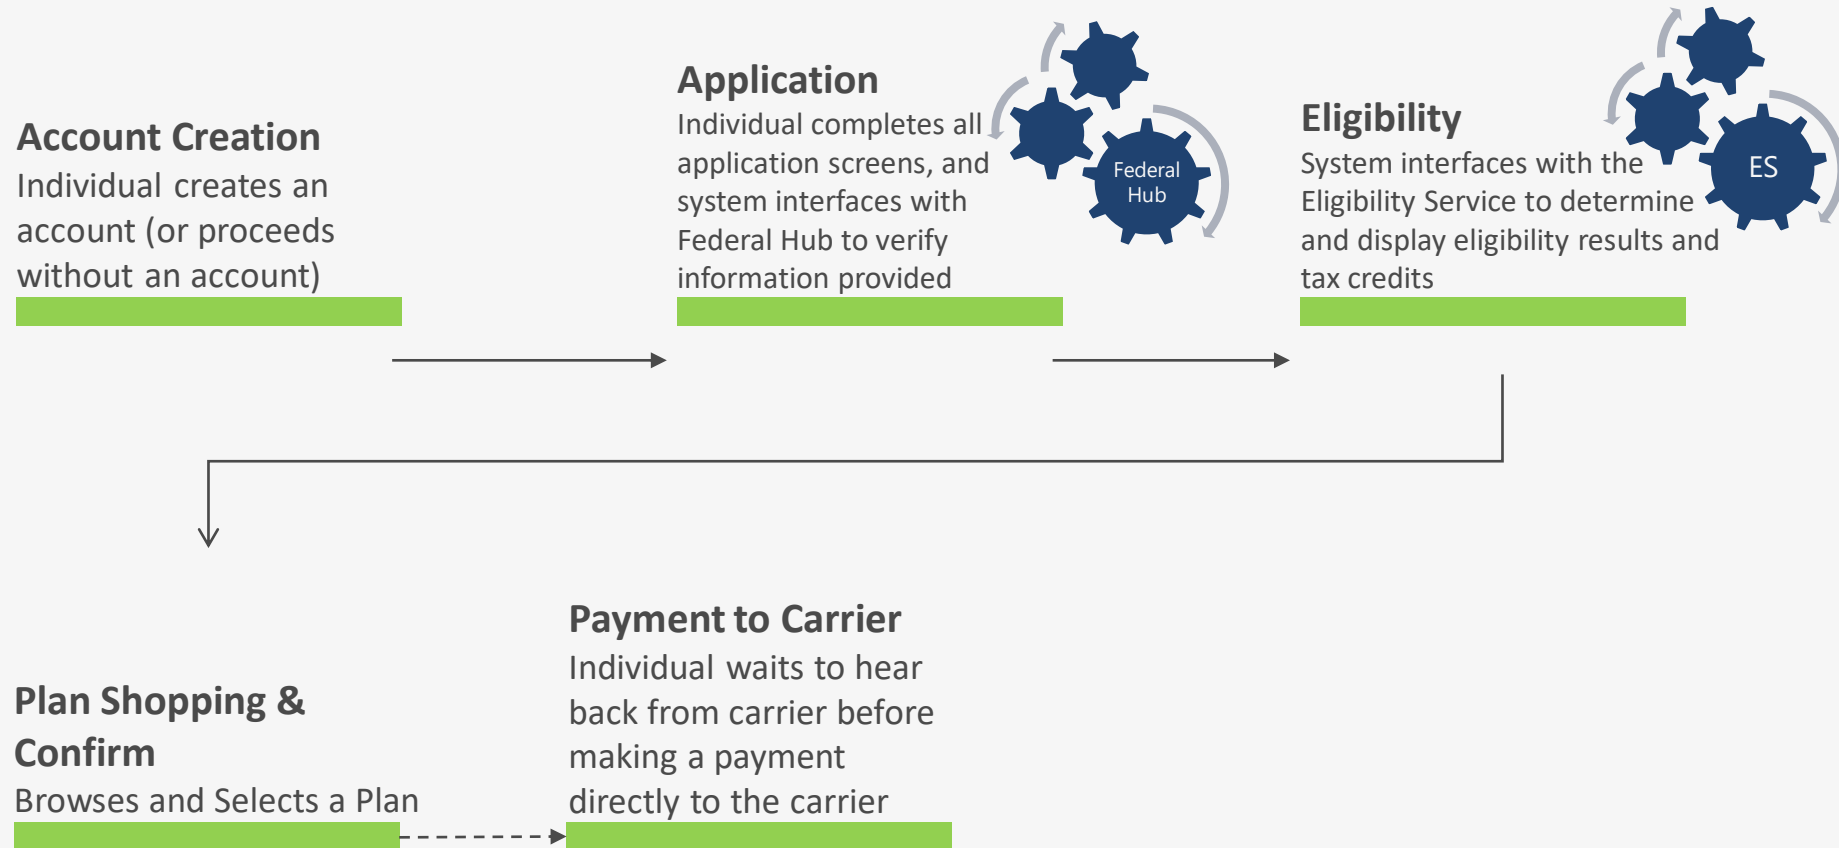 Account Creation
Individual creates an
account (or proceeds
without an account)
Application
Individual completes all
application screens, and
system interfaces with
Federal Hub to verify
information provided
Federal
Hub
Eligibility
System interfaces with the
Eligibility Service to determine
and display eligibility results and
tax credits
ES
Plan Shopping &
Confirm
Browses and Selects a Plan
Payment to Carrier
Individual waits to hear
back from carrier before
making a payment
directly to the carrier